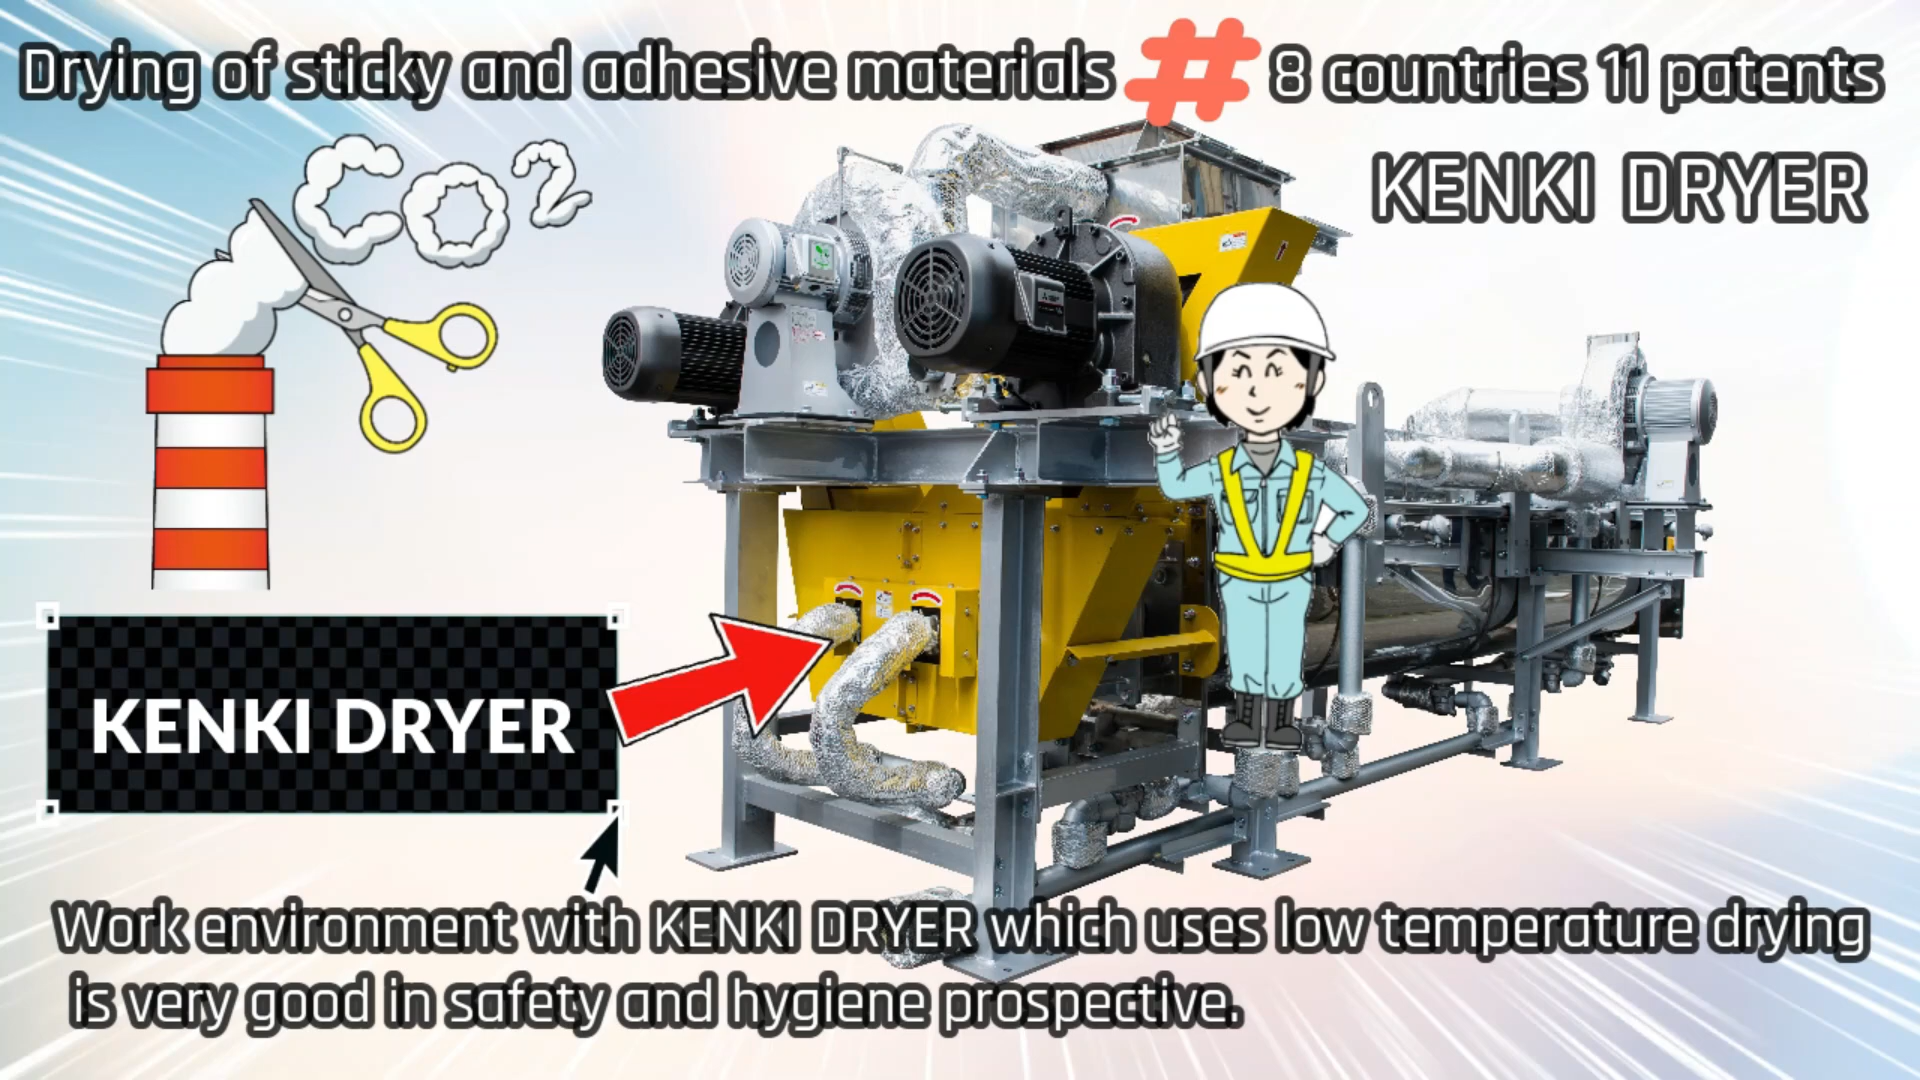 Drying of sticky and adhesive materials # 8 countries 11 patents
KENKI DRYER
CO2
KENKI DRYER
Work environment with KENKI DRYER which uses low temperature drying
is very good in safety and hygiene prospective.